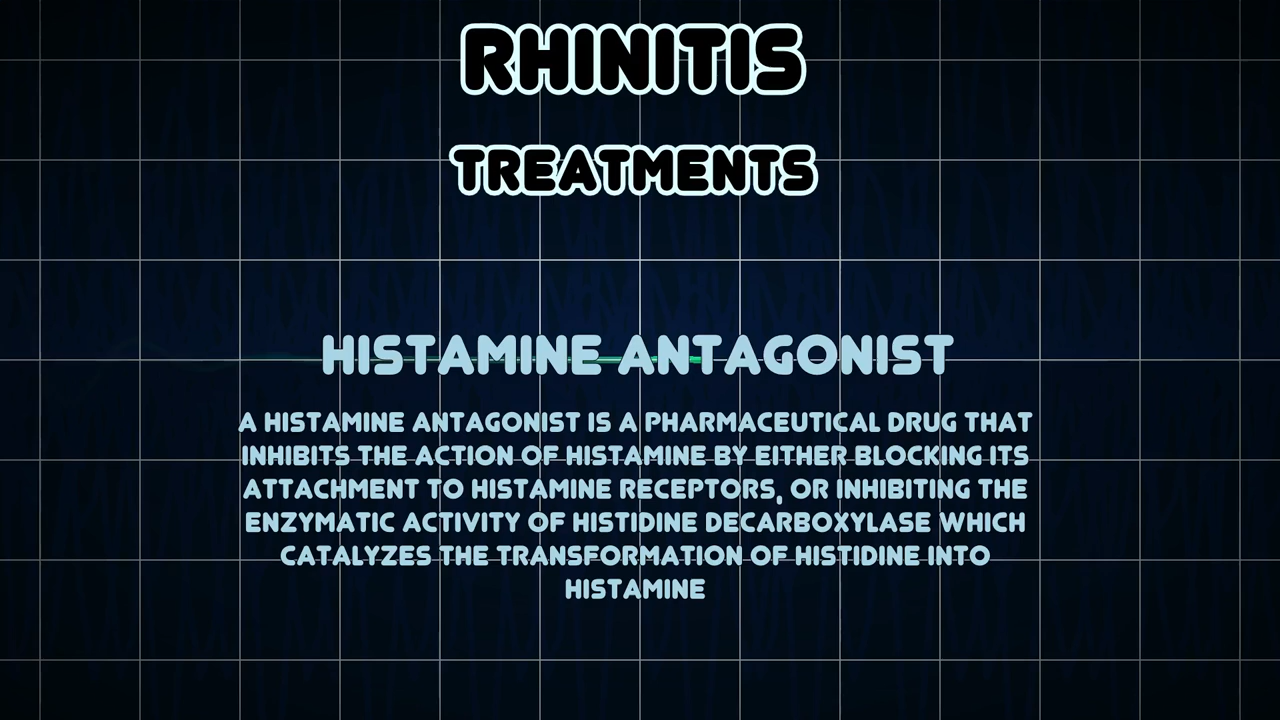 RHINITIS
TREATMENTS
HISTAMINE ANTAGONIST
A HISTAMINE ANTAGONIST IS A PHARMACEUTICAL DRUG THAT
INHIBITS THE ACTION OF HISTAMINE BY EITHER BLOCKING ITS
ATTACHMENT TO HISTAMINE RECEPTORS, OR INHIBITING THE
ENZYMATIC ACTIVITY OF HISTIDINE DECARBOXYLASE WHICH
CATALYZES THE TRANSFORMATION OF HISTIDINE INTO
HISTAMINE